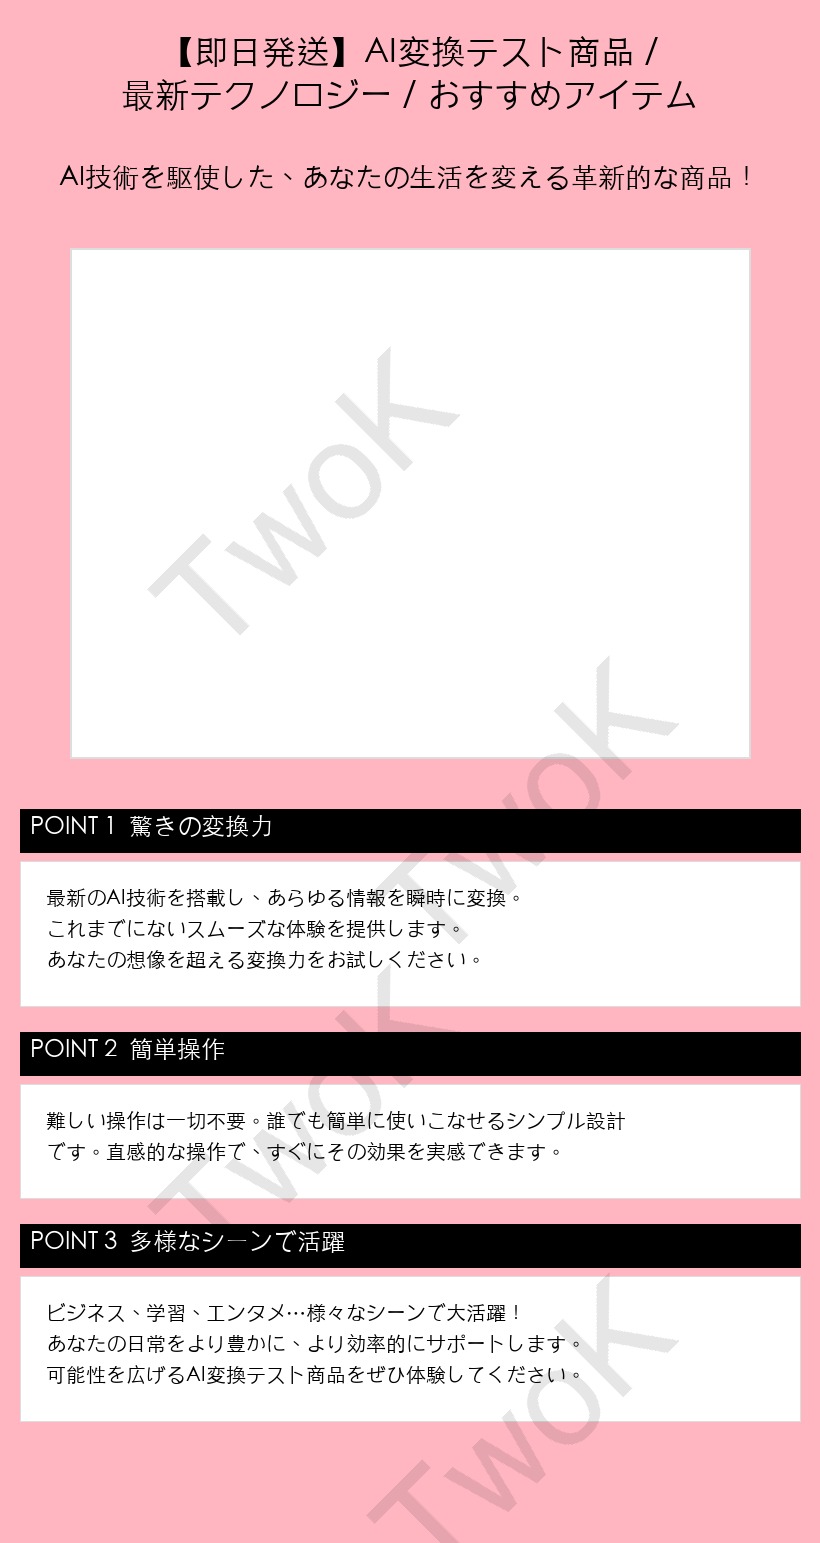 【即日発送】AI変換テスト商品 /
最新テクノロジー / おすすめアイテム
AI技術を駆使した、あなたの生活を変える革新的な商品！
TwoK
TwoK
POINT 1 驚きの変換力
最新のAI技術を搭載し、あらゆる情報を瞬時に変換。
これまでにないスムーズな体験を提供します。
あなたの想像を超える変換力をお試しください。
TwoK
POINT 2 簡単操作
難しい操作は一切不要。誰でも簡単に使いこなせるシンプル設計
です。直感的な操作で、すぐにその効果を実感できます。
POINT 3 多様なシーンで活躍
ビジネス、学習、エンタメ…様々なシーンで大活躍！
あなたの日常をより豊かに、より効率的にサポートします。
可能性を広げるAI変換テスト商品をぜひ体験してください。
TwoK